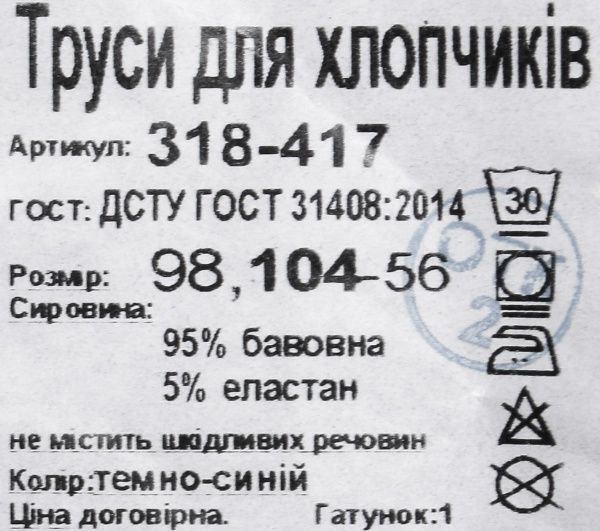 Труси для хлопчиків
Артикул: 318-417
гост: ДСТУ ГОСТ 31408:2014
30
Розмір: 98, 104-56
Сировина:
95% бавовна
5% еластан
не містить шкідливих речовин
Колір:темно-синій
Ціна договірна. Гатунок:1